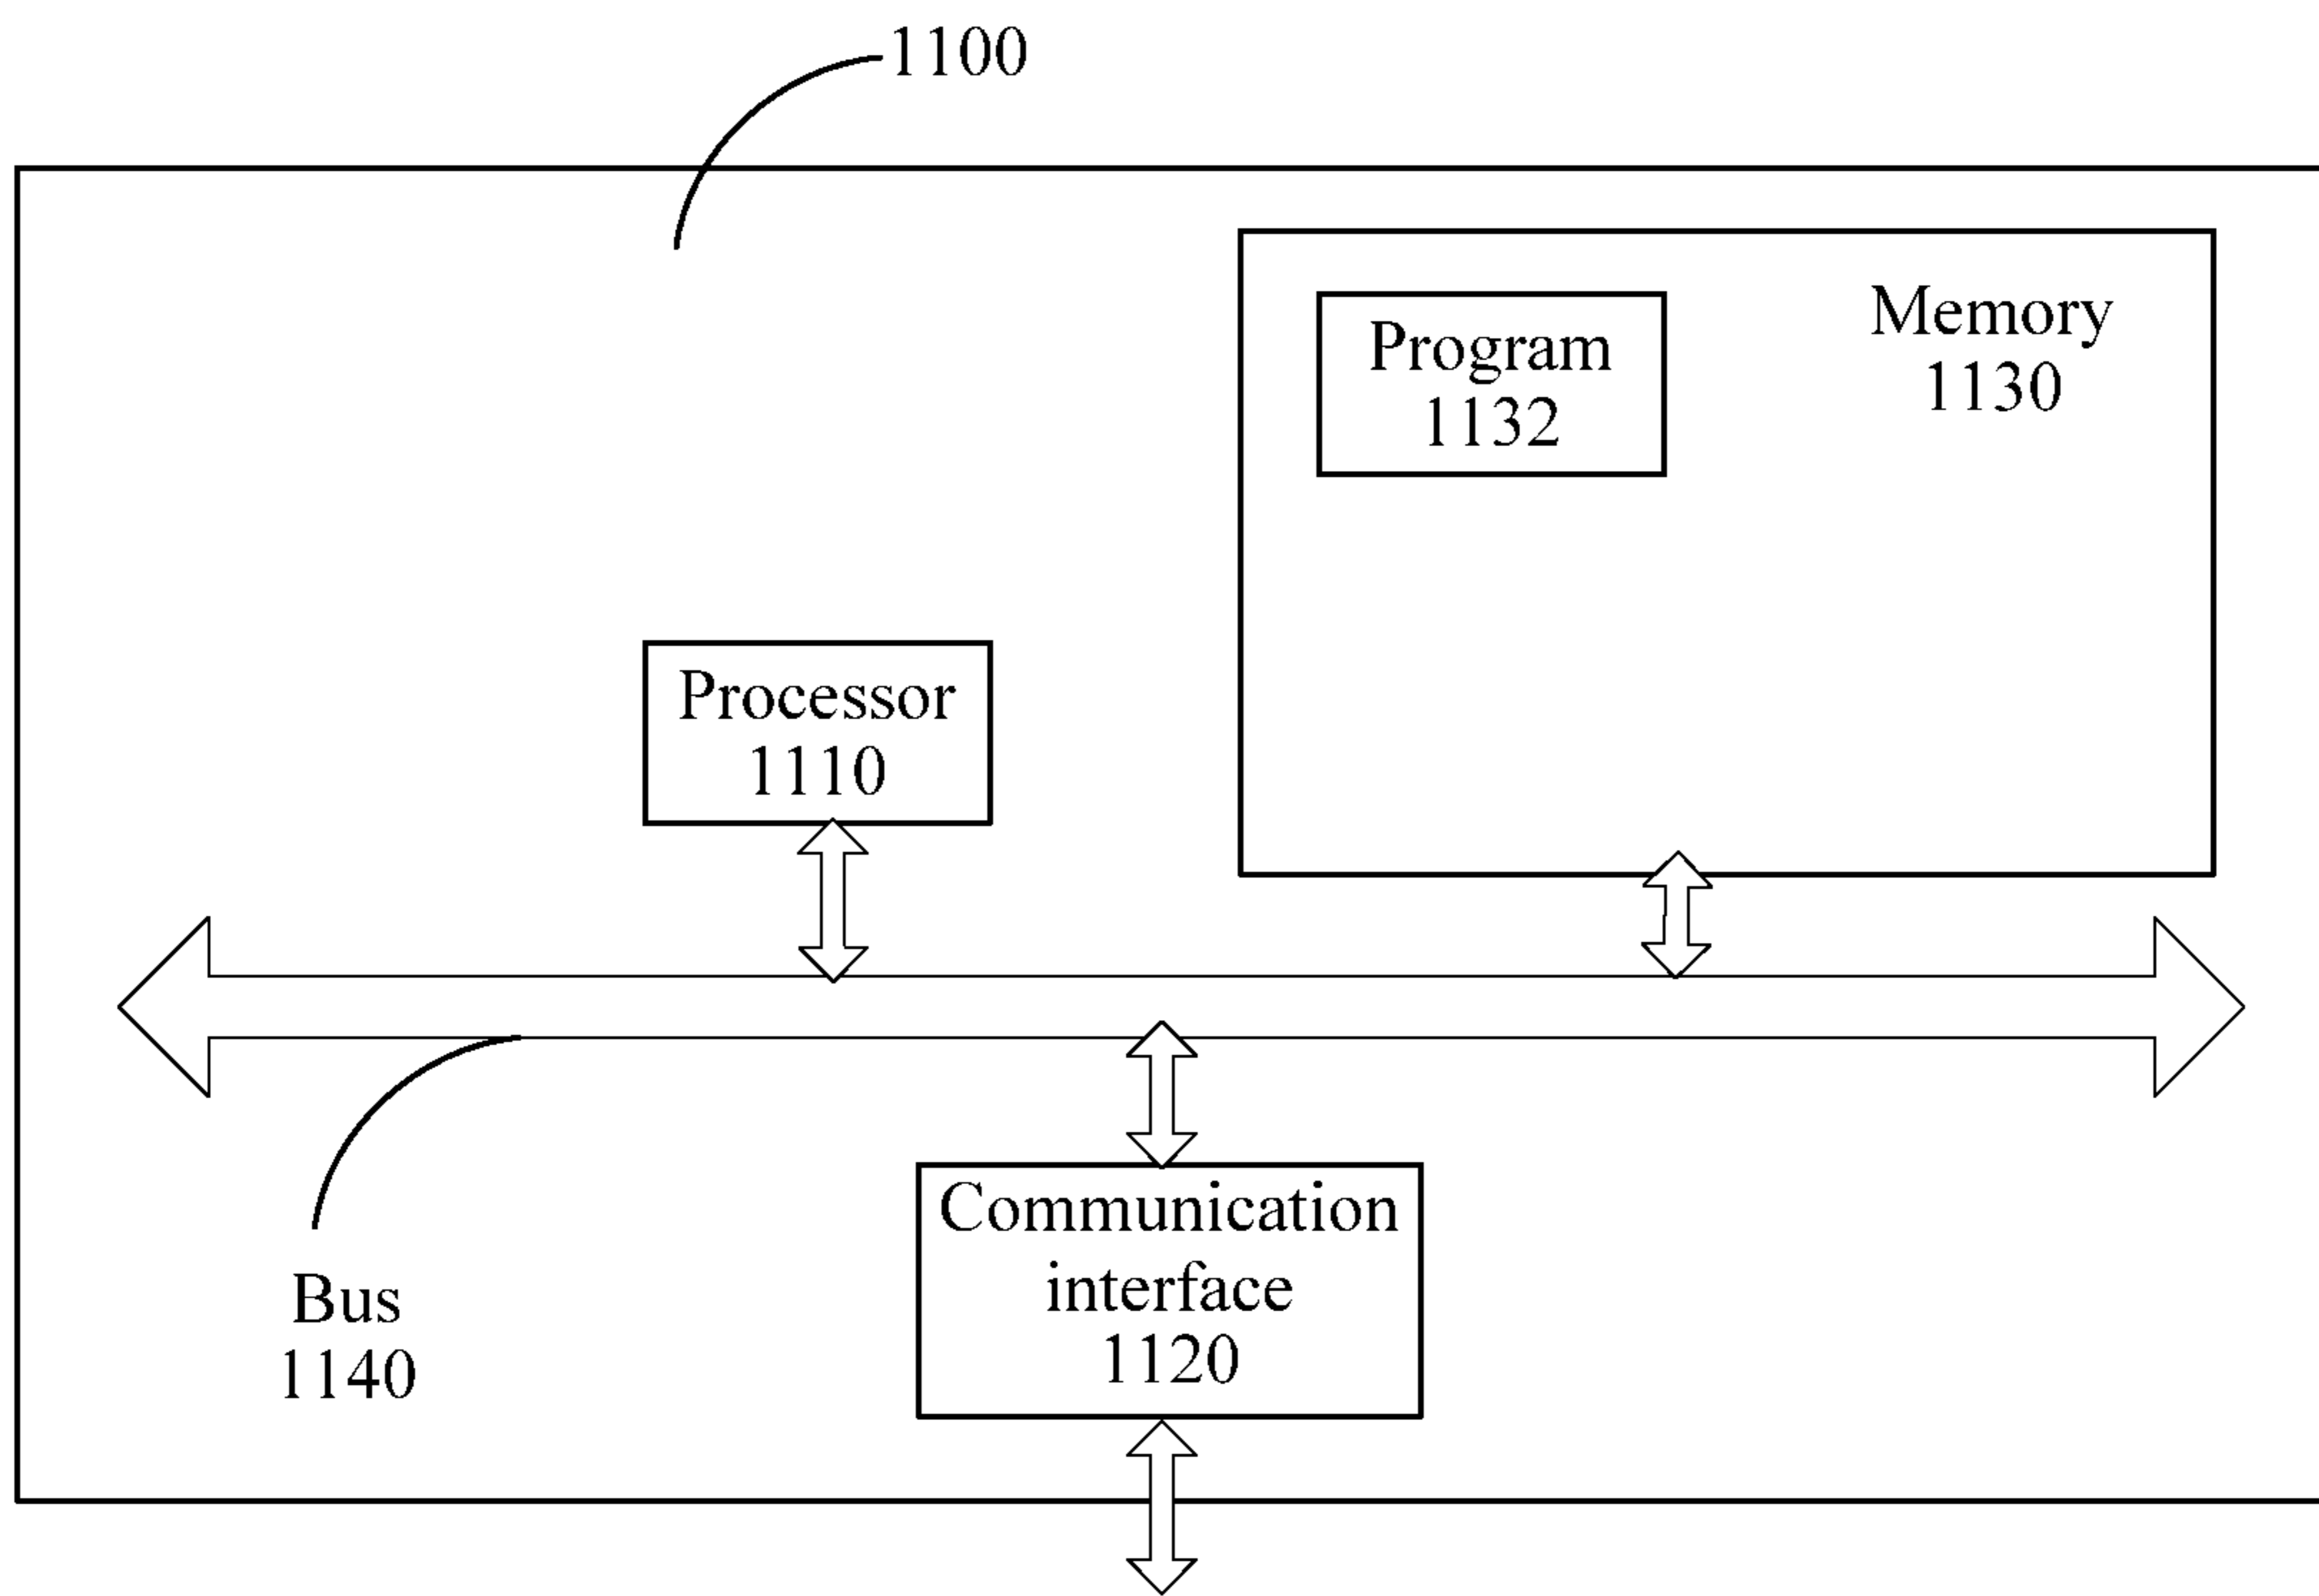 1100
Memory
1130
Program
1132
Processor
1110
Communication
interface
1120
Bus
1140